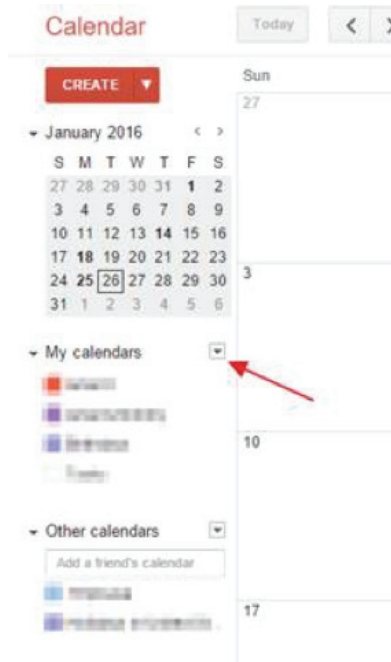 Calendar
Today
CREATE
Sun
27
January 2016
S M T W T F S
27 28 29 30 31 1 2
3 4 5 6 7 8 9
10 11 12 13 14 15 16
17 18 19 20 21 22 23
24 25 26 27 28 29 30
31 1 2 3 4 5 6
3
My calendars
10
Other calendars
Add a friend's calendar
17